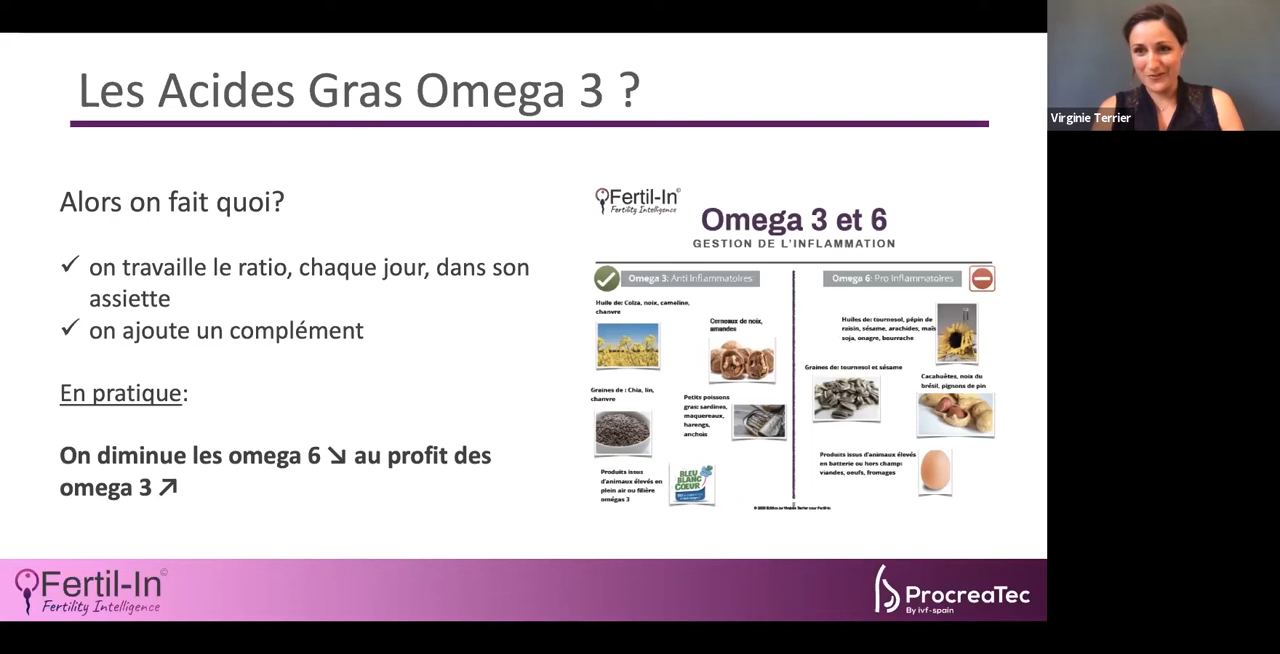 Les Acides Gras Omega 3 ?
Virginie Terrier
Alors on fait quoi?
✓ on travaille le ratio, chaque jour, dans son
assiette
✓ on ajoute un complément
En pratique:
On diminue les omega 6 ↘ au profit des
omega 3 ↗
Fertil-In©
Fertility Intelligence
Omega 3 et 6
GESTION DE L'INFLAMMATION
Omega 3: Anti Inflammatoires
Huile de: Colza, noix, cameline,
chanvre
Cerneaux de noix,
amandes
Graines de : Chia, lin,
chanvre
Petits poissons
gras: sardines,
maquereaux,
harengs,
anchois
Produits issus
d'animaux élevés en
plein air ou filière
omégas 3
BLEU
BLANC
CŒUR
Omega 6: Pro Inflammatoires
Huiles de: tournesol, pépin de
raisin, sésame, arachides, maïs
soja, onagre, bourrache
Graines de: tournesol et sésame
Cacahuètes, noix du
brésil, pignons de pin
Produits issus d'animaux élevés
en batterie ou hors champ:
viandes, oeufs, fromages
Fertil-In©
Fertility Intelligence
ProcreaTec
By ivf-spain